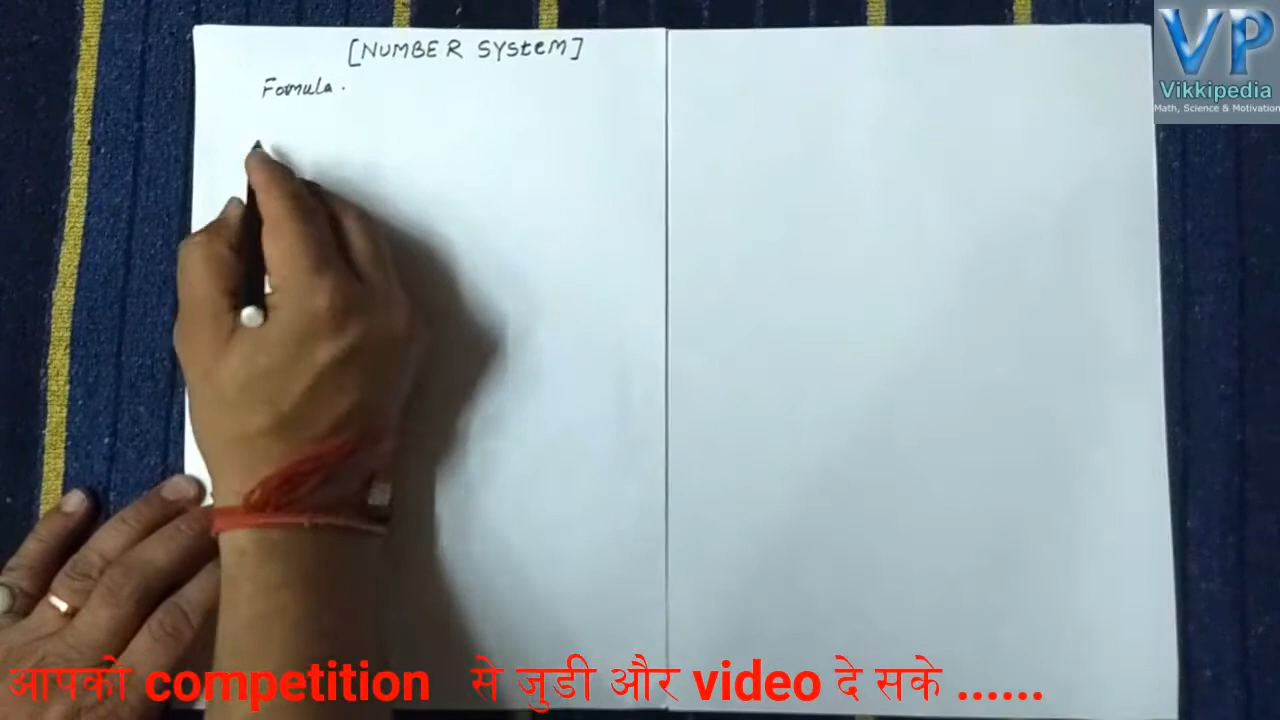 [NUMBER SYSTEM]
Formula.
VP
Vikkipedia
Math, Science & Motivation
आपको competition से जुडी और video दे सके ......